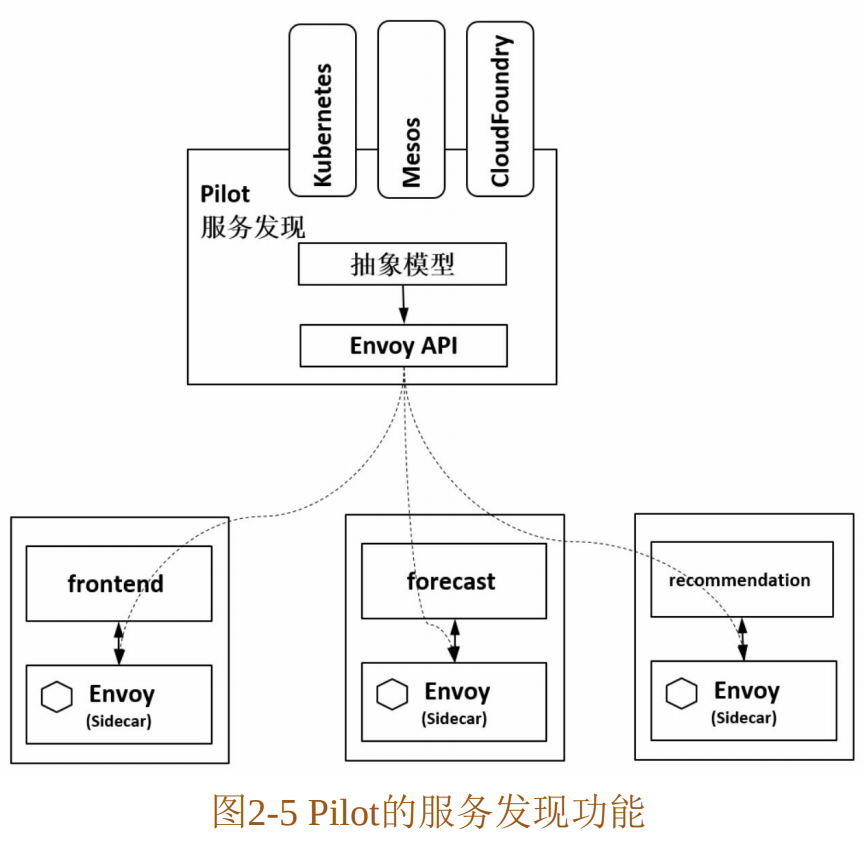 Kubernetes
Mesos
CloudFoundry
Pilot
服务发现
抽象模型
Envoy API
frontend
Envoy
(Sidecar)
forecast
Envoy
(Sidecar)
recommendation
Envoy
(Sidecar)
图2-5 Pilot的服务发现功能